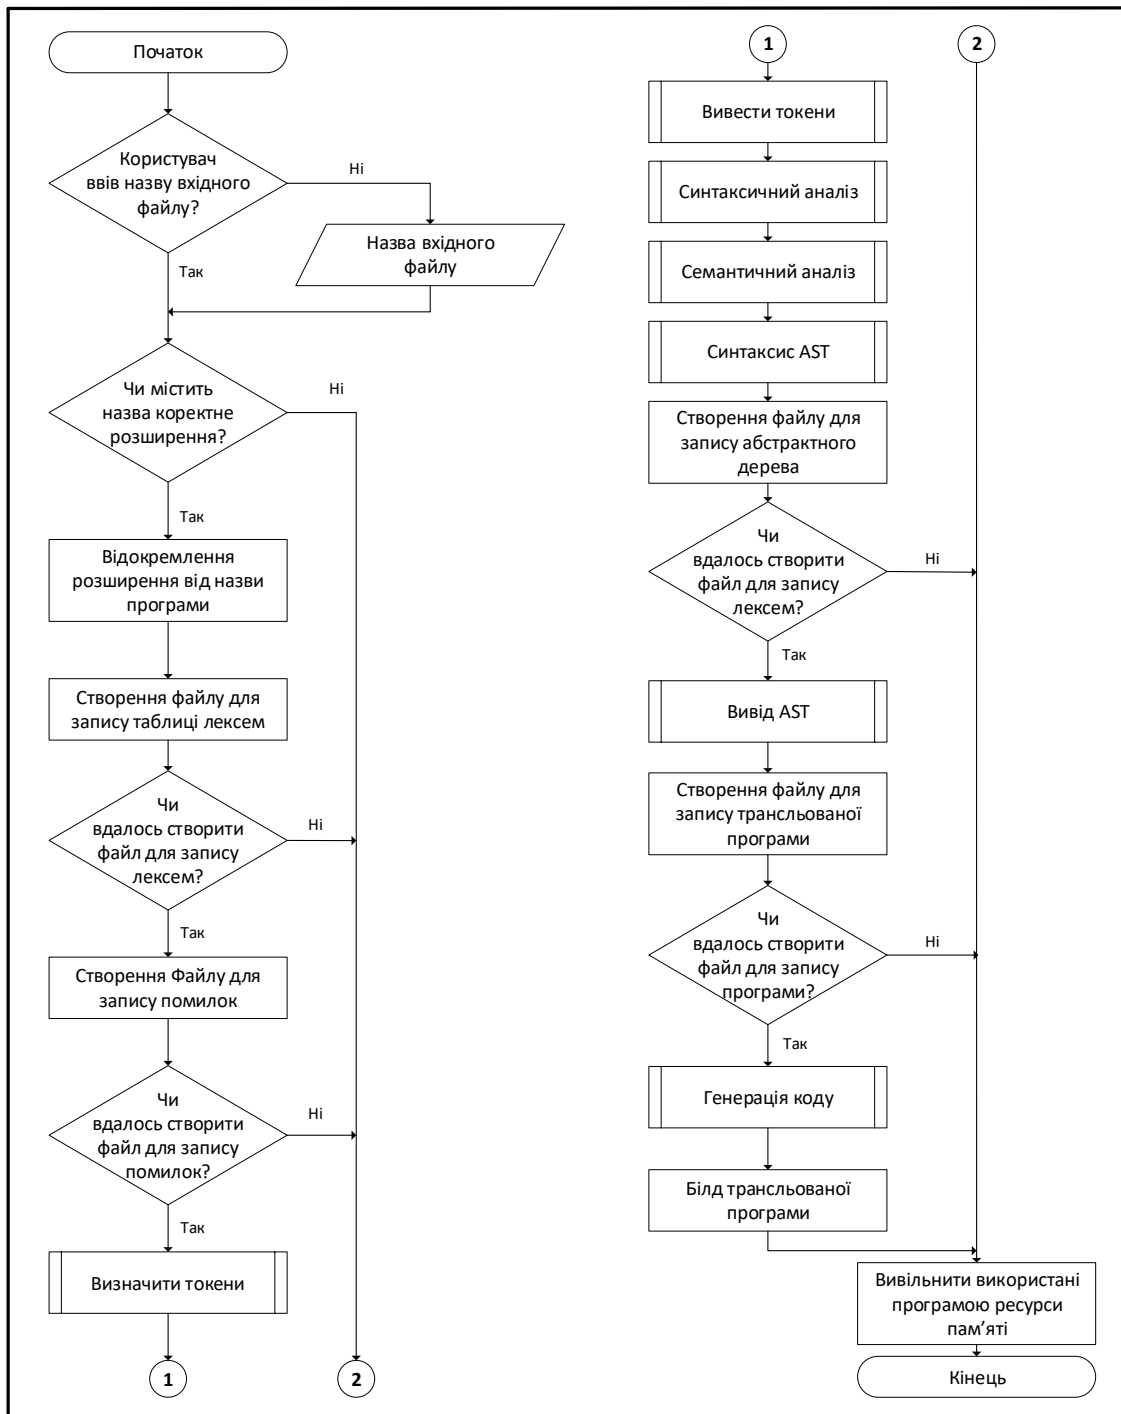 Початок
Користувач
ввів назву вхідного
файлу?
Ні
Назва вхідного
файлу
Так
Чи містить
назва коректне
розширення?
Ні
Так
Відокремлення
розширення від назви
програми
Створення файлу для
запису таблиці лексем
Чи
вдалось створити
файл для запису
лексем?
Ні
Так
Створення Файлу для
запису помилок
Чи
вдалось створити
файл для запису
помилок?
Ні
Так
Визначити токени
1
2
1
2
Вивести токени
Синтаксичний аналіз
Семантичний аналіз
Синтаксис AST
Створення файлу для
запису абстрактного
дерева
Чи
вдалось створити
файл для запису
лексем?
Ні
Так
Вивід AST
Створення файлу для
запису трансльованої
програми
Чи
вдалось створити
файл для запису
програми?
Ні
Так
Генерація коду
Білд трансльованої
програми
Вивільнити використані
програмою ресурси
пам’яті
Кінець